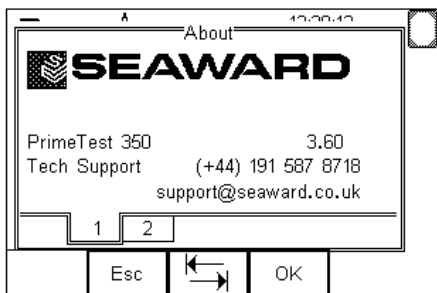 About
SEAWARD
PrimeTest 350 3.60
Tech Support (+44) 191 587 8718
support@seaward.co.uk
1 2
Esc OK